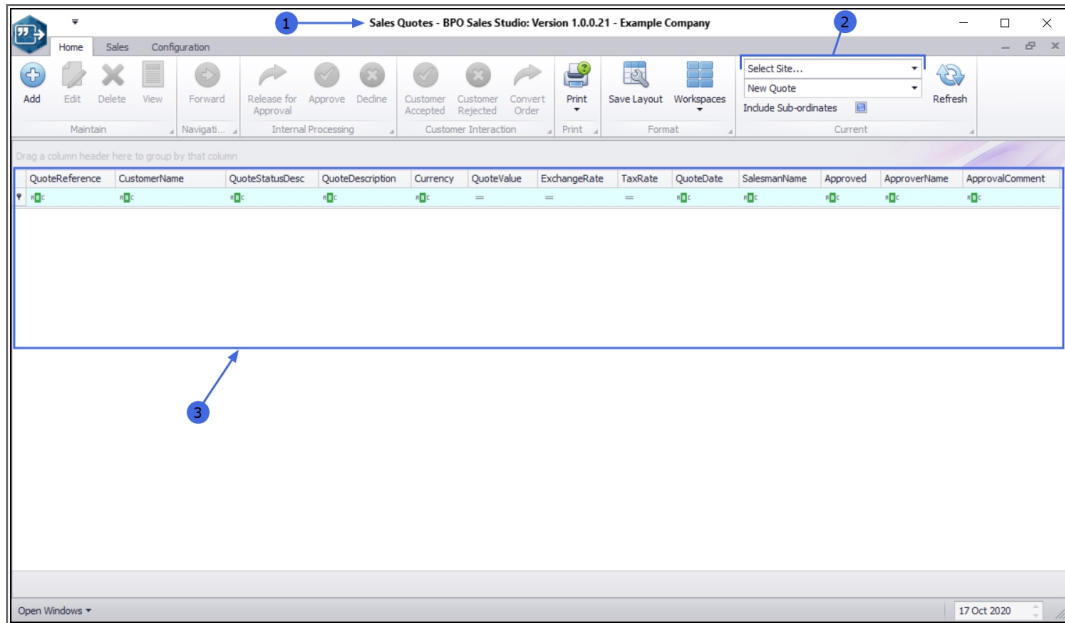 1
Sales Quotes - BPO Sales Studio: Version 1.0.0.21 - Example Company
2
Home Sales Configuration
Select Site...
New Quote
Include Sub-ordinates
Add Edit Delete View Forward Release for Approval Approve Decline Customer Accepted Customer Rejected Convert Order Print Save Layout Workspaces Refresh
Maintain Navigati... Internal Processing Customer Interaction Print Format Current
Drag a column header here to group by that column
QuoteReference CustomerName QuoteStatusDesc QuoteDescription Currency QuoteValue ExchangeRate TaxRate QuoteDate SalesmanName Approved ApproverName ApprovalComment
3
Open Windows 17 Oct 2020